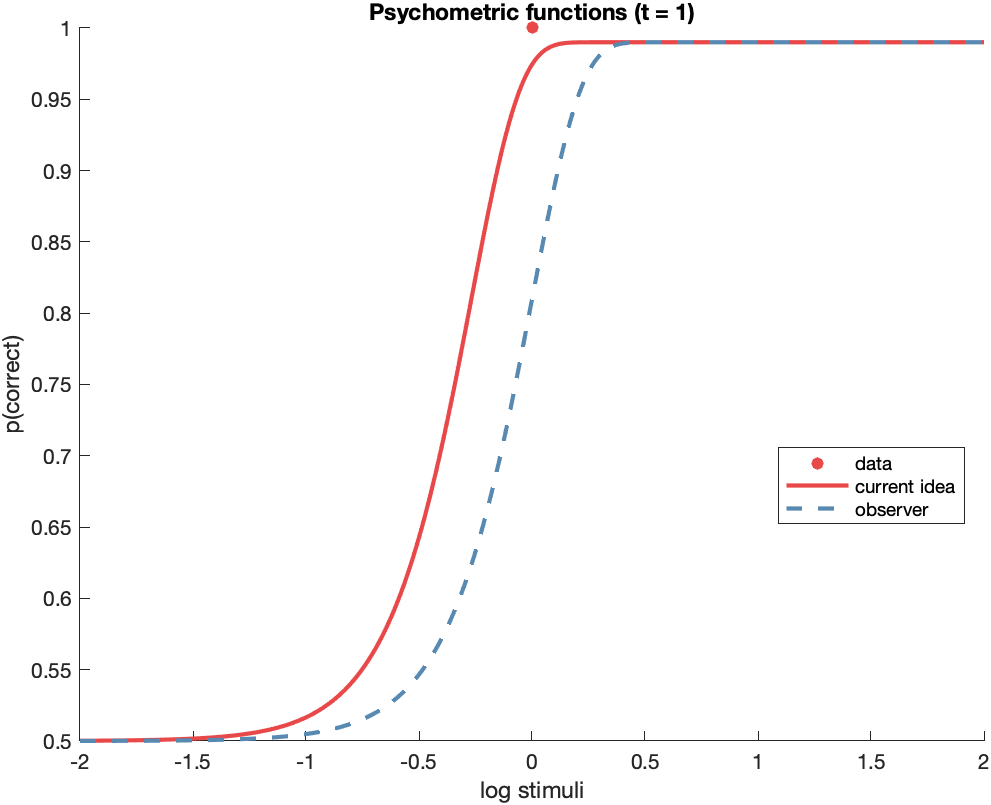 Psychometric functions (t = 1)
1
0.95
0.9
0.85
0.8
0.75
0.7
0.65
0.6
0.55
0.5
p(correct)
data
current idea
observer
-2 -1.5 -1 -0.5 0 0.5 1 1.5 2
log stimuli